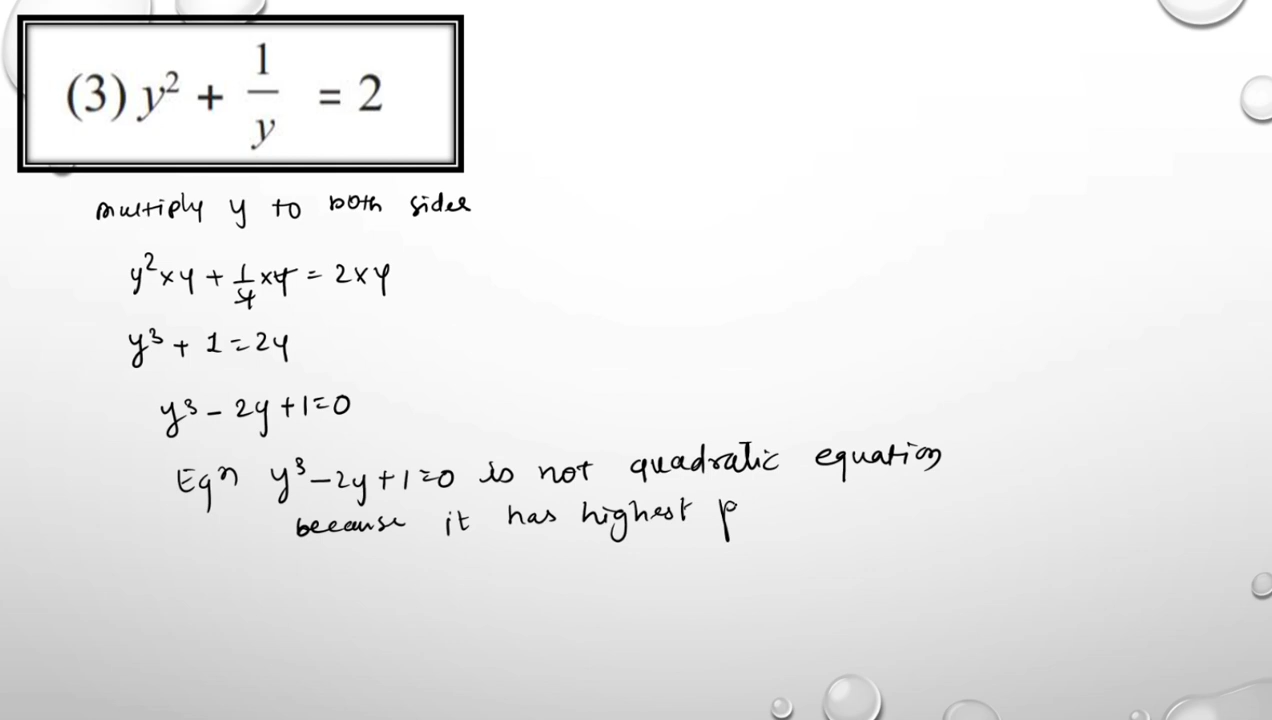 (3) y² + 1/y = 2
multiply y to both sides
y² × y + 1/y × y = 2 × y
y³ + 1 = 2y
y³ - 2y + 1 = 0
Eqⁿ y³ - 2y + 1 = 0 is not quadratic equation
because it has highest p